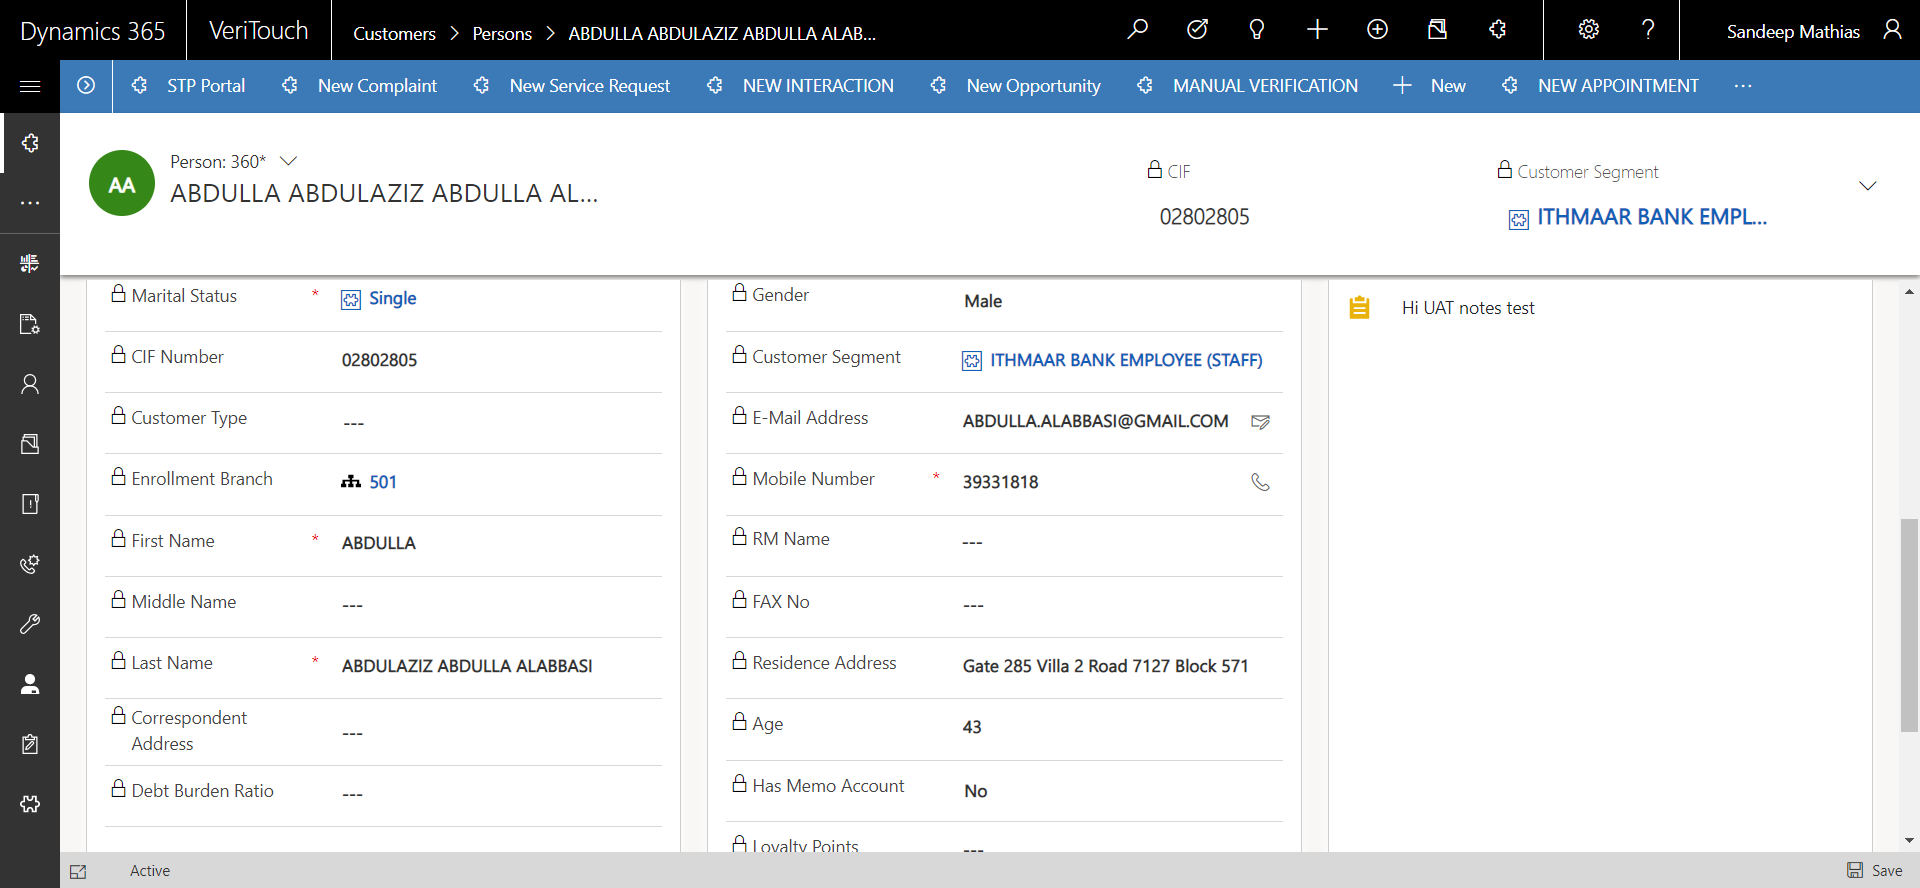 Dynamics 365 VeriTouch Customers > Persons > ABDULLA ABDULAZIZ ABDULLA ALAB... Sandeep Mathias
STP Portal New Complaint New Service Request NEW INTERACTION New Opportunity MANUAL VERIFICATION New NEW APPOINTMENT ...
AA
Person: 360*
ABDULLA ABDULAZIZ ABDULLA AL...
CIF
02802805
Customer Segment
ITHMAAR BANK EMPL...
Marital Status * Single
CIF Number 02802805
Customer Type ---
Enrollment Branch 501
First Name * ABDULLA
Middle Name ---
Last Name * ABDULAZIZ ABDULLA ALABBASI
Correspondent
Address ---
Debt Burden Ratio ---
Gender Male
Customer Segment ITHMAAR BANK EMPLOYEE (STAFF)
E-Mail Address ABDULLA.ALABBASI@GMAIL.COM
Mobile Number * 39331818
RM Name ---
FAX No ---
Residence Address Gate 285 Villa 2 Road 7127 Block 571
Age 43
Has Memo Account No
Loyalty Points ---
Hi UAT notes test
Active Save